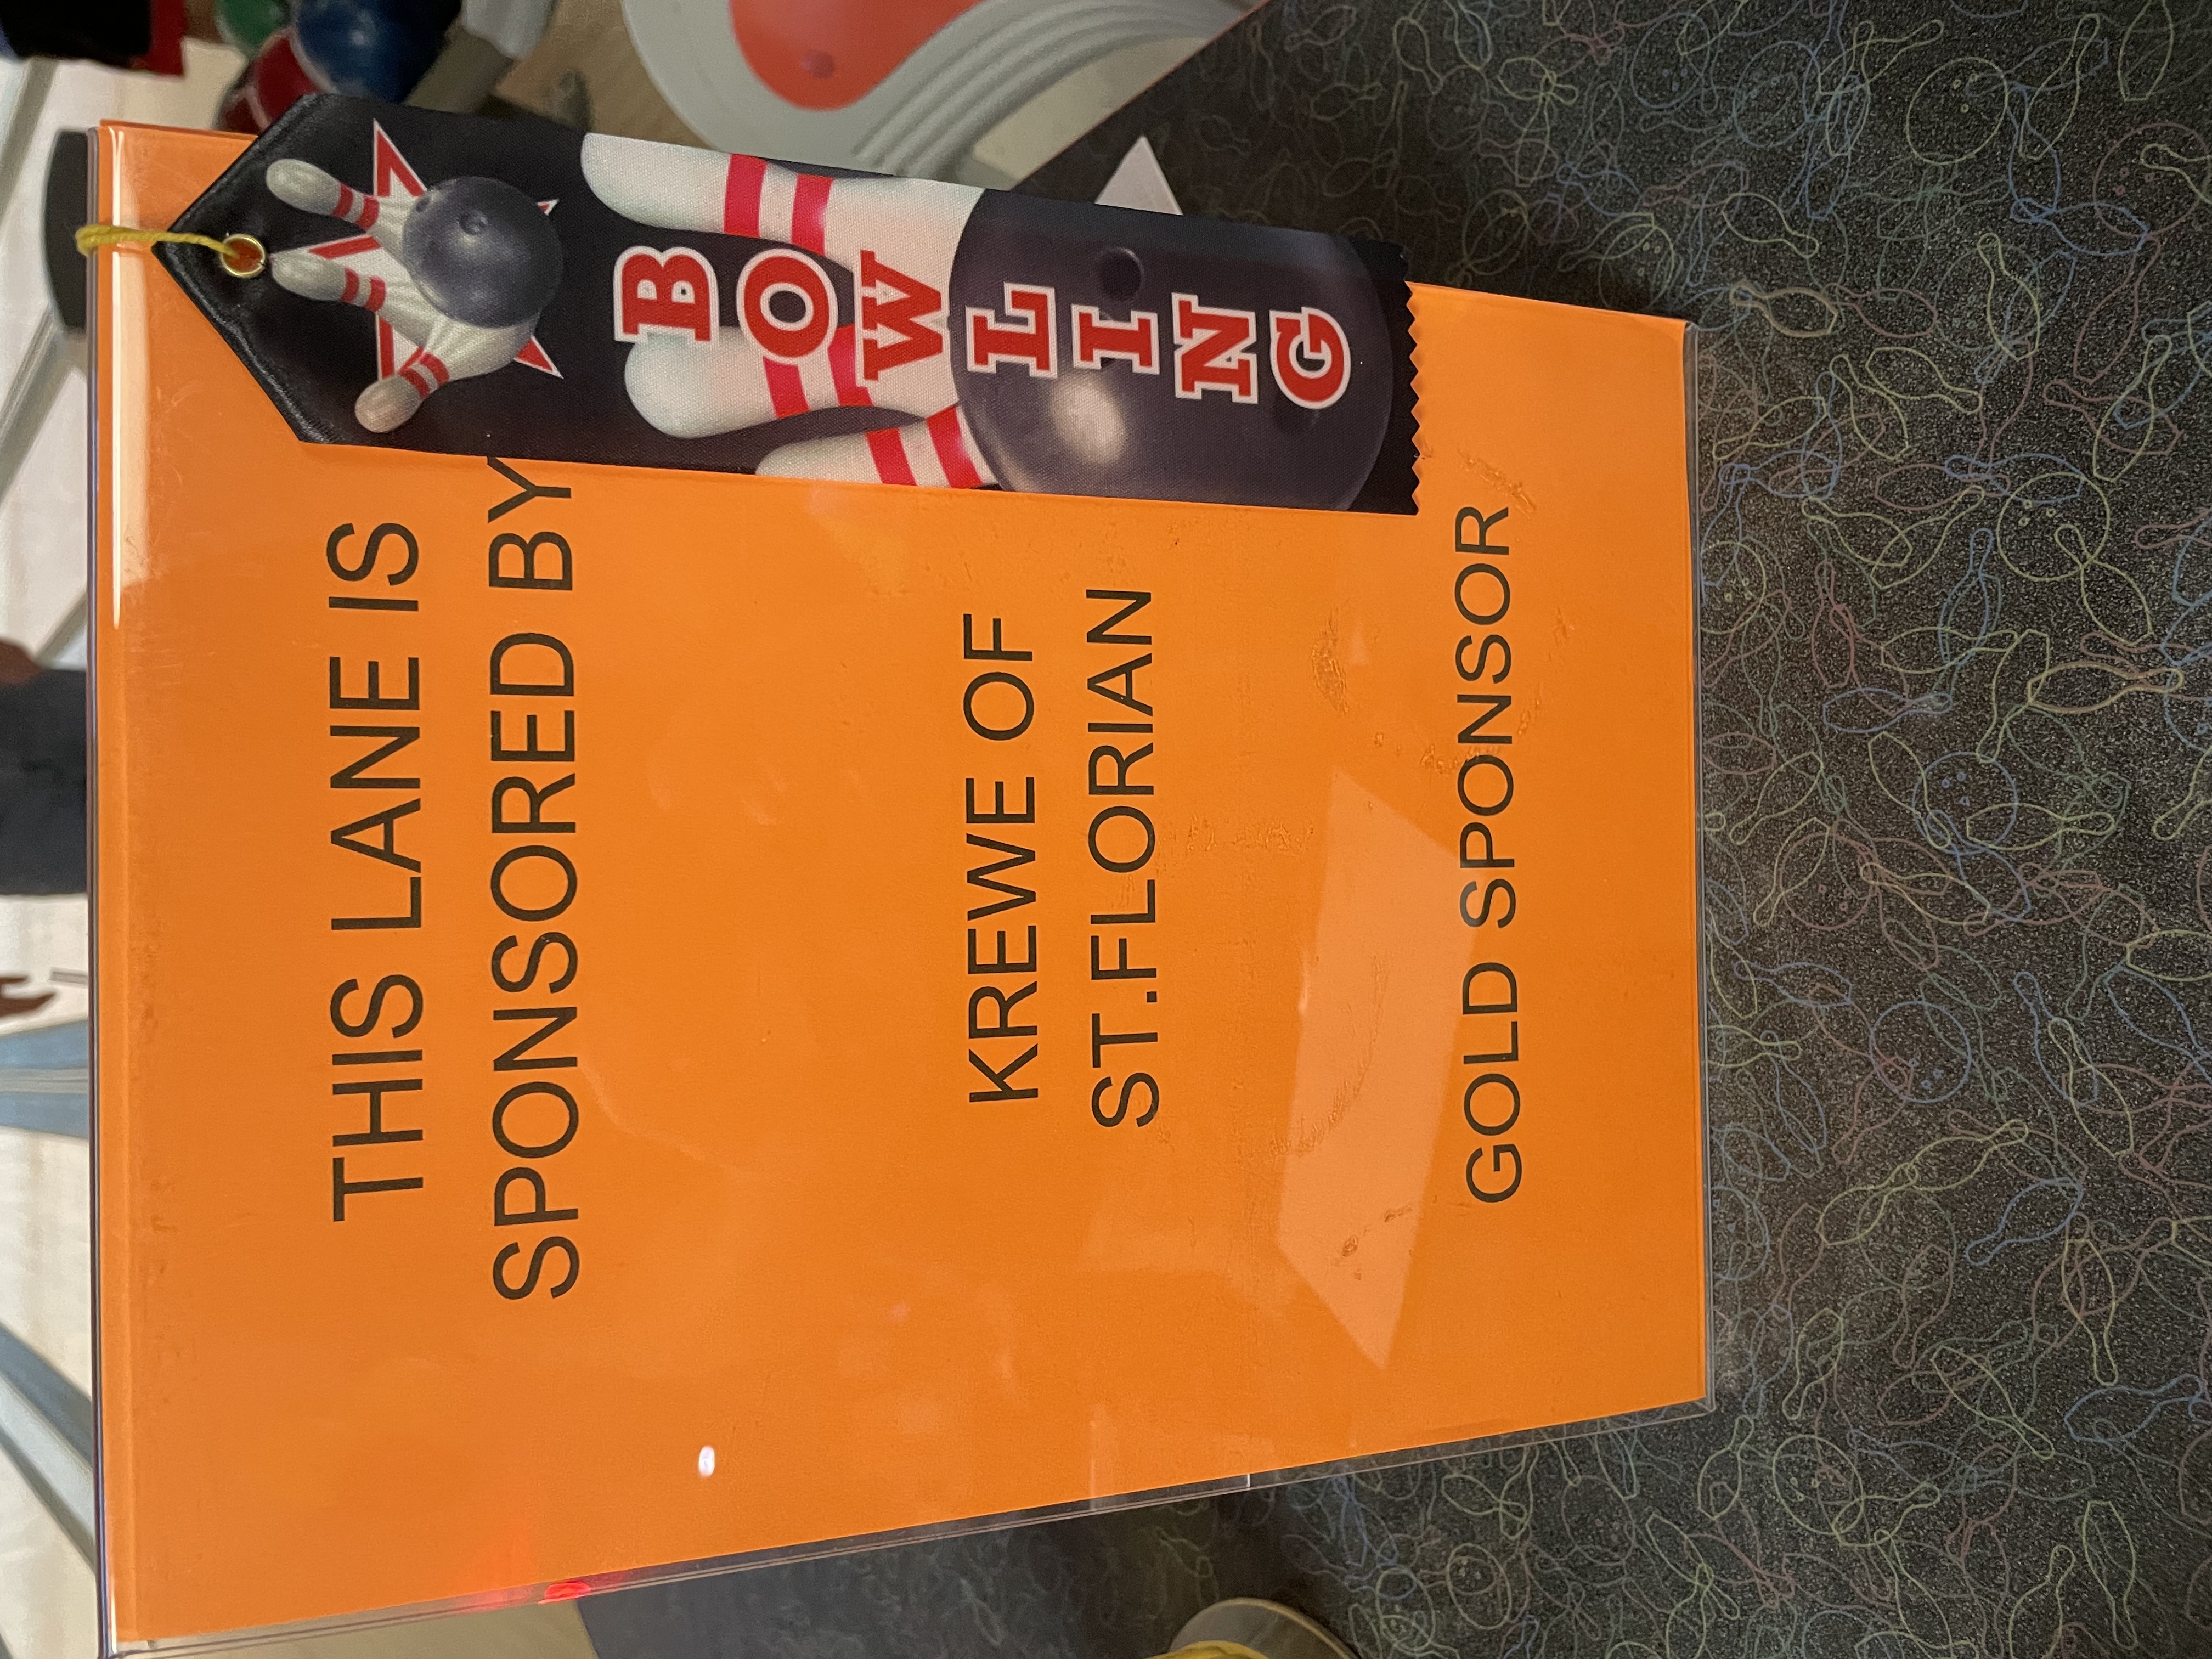 THIS LANE IS
SPONSORED BY
KREWE OF
ST.FLORIAN
GOLD SPONSOR
BOWLING